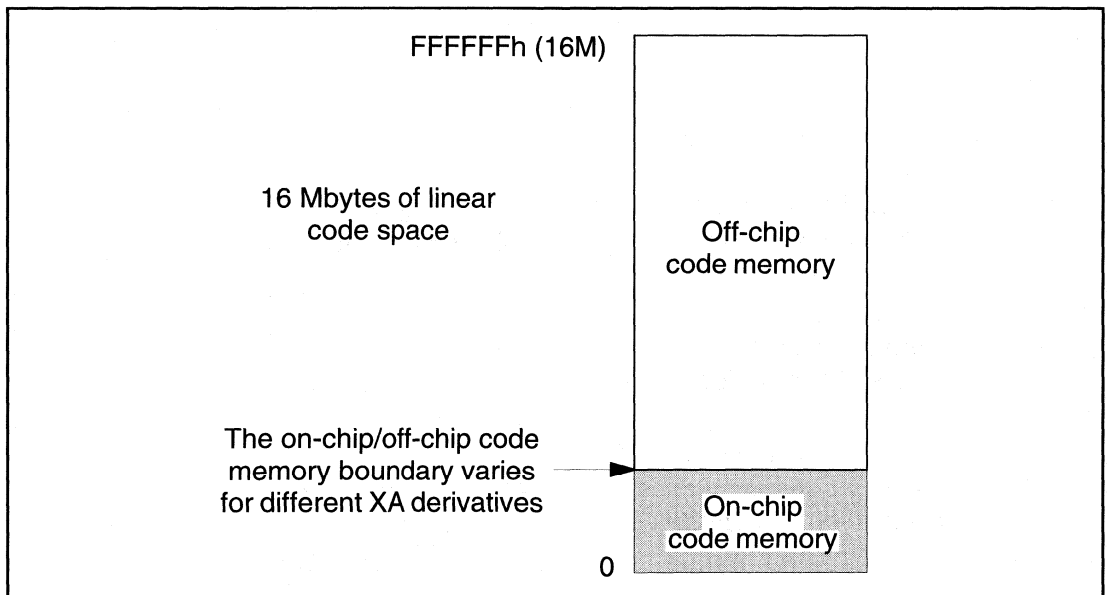 FFFFFFh (16M)
16 Mbytes of linear
code space
Off-chip
code memory
The on-chip/off-chip code
memory boundary varies
for different XA derivatives
On-chip
code memory
0